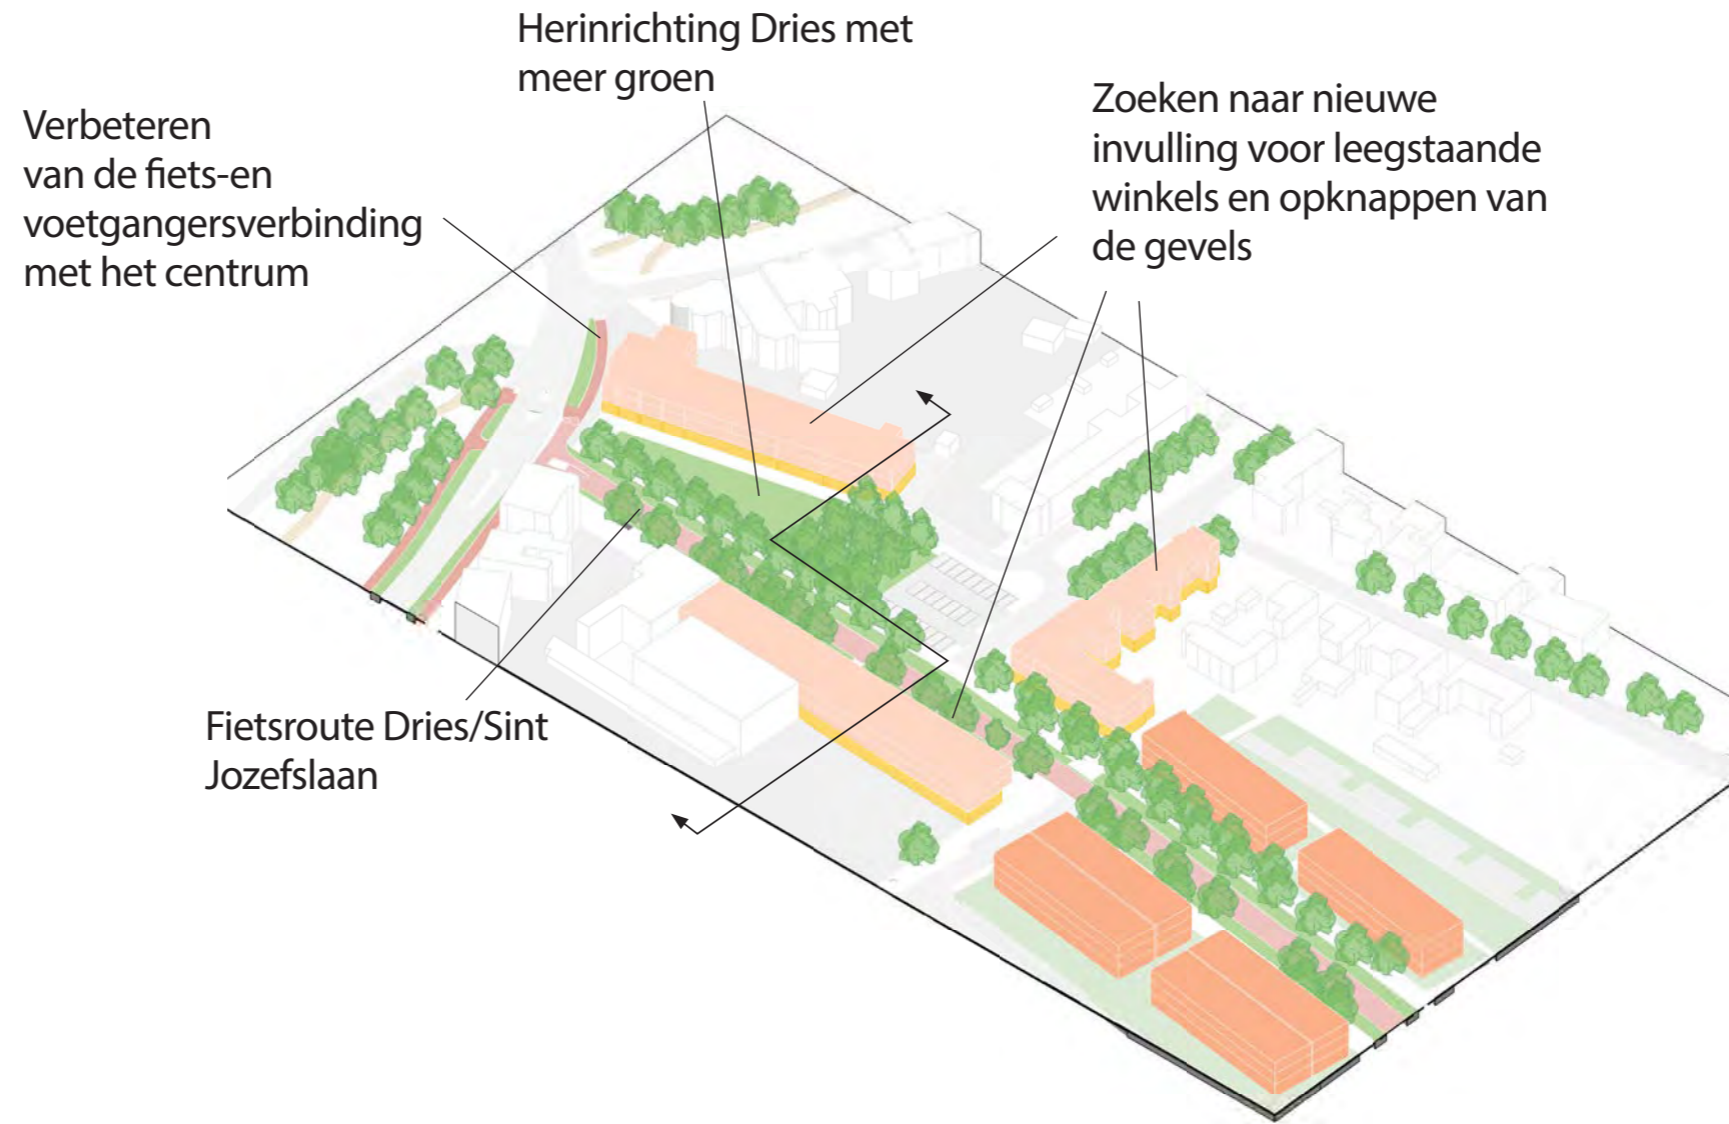 Herinrichting Dries met
meer groen
Verbeteren
van de fiets-en
voetgangersverbinding
met het centrum
Zoeken naar nieuwe
invulling voor leegstaande
winkels en opknappen van
de gevels
Fietsroute Dries/Sint
Jozefslaan